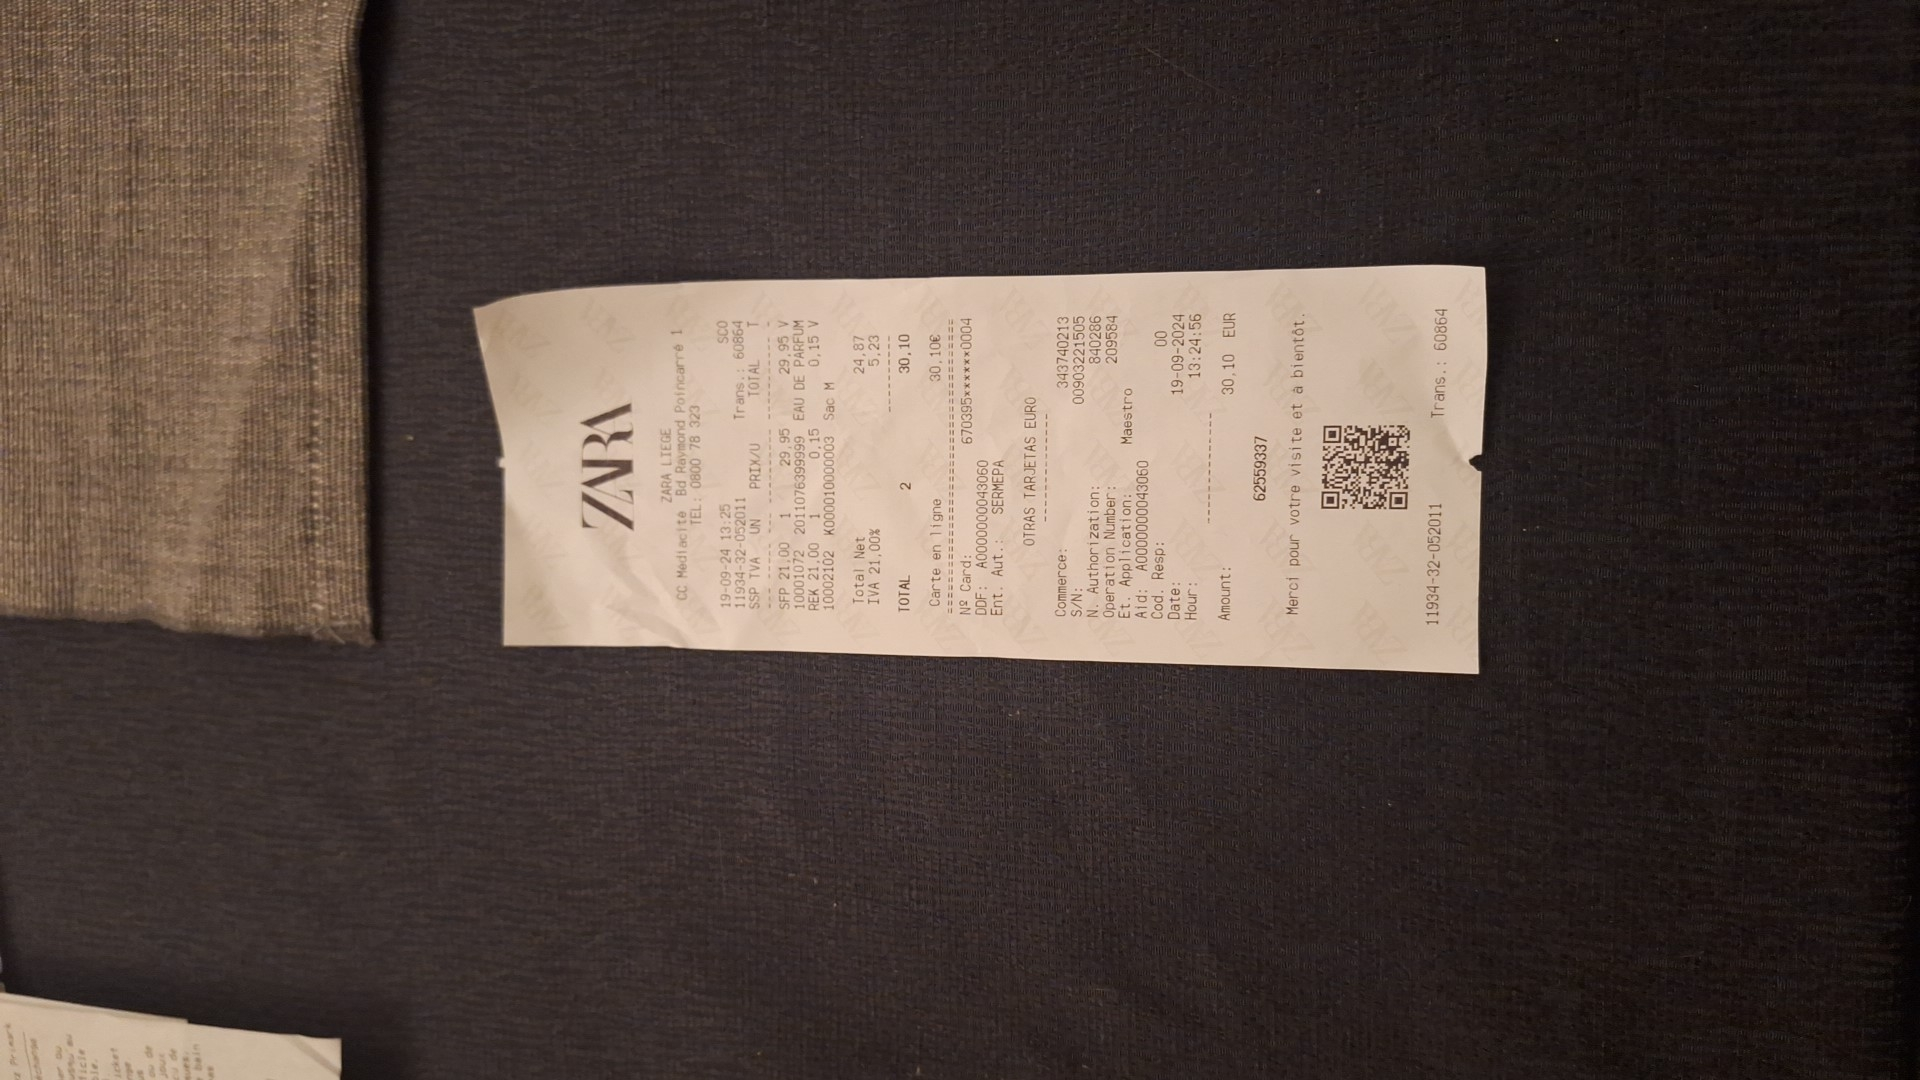 ZARA
ZARA LIEGE
CC Mediacité Bd Raymond Poincarré 1
TEL: 0800 78 323
19-09-24 13:25 SCO
11934-32-052011 Trans.: 60864
SSP TVA UN PRIX/U TOTAL T
SFP 21,00 1 29,95 29,95 V
10001072 20110763999999 EAU DE PARFUM
REK 21,00 1 0,15 0,15 V
10002102 Sac M
Total Net 24,87
IVA 21,00% 5,23
TOTAL 2 30,10
Carte en ligne 30,10€
Nº Card: 670395******0004
DDF: A0000000043060
Ent. Aut.: SERMEPA
OTRAS TARJETAS EURO
Commerce: 343740213
S/N: 00903221505
N. Authorization: 840286
Operation Number: 209584
Et. Application: Maestro
Aid: A0000000043060
Cod. Resp: 00
Date: 19-09-2024
Hour: 13:24:56
Amount: 30,10 EUR
62559337
Merci pour votre visite et à bientôt.
11934-32-052011 Trans.: 60864